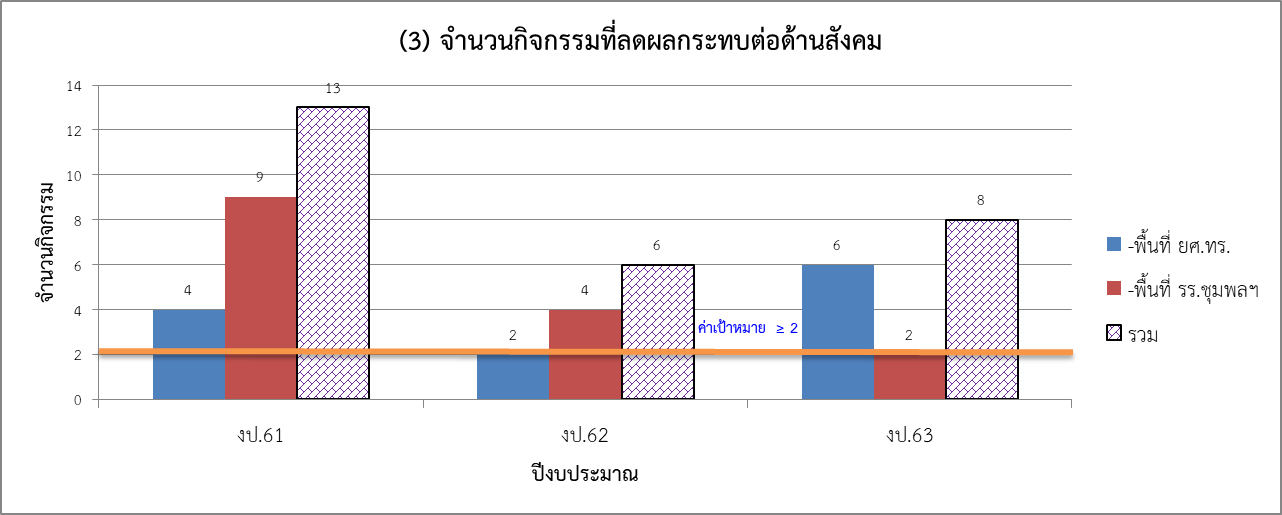 (3) จำนวนกิจกรรมที่ลดผลกระทบต่อด้านสังคม
จำนวนกิจกรรม
14
12
10
8
6
4
2
0
4
9
13
2
4
6
6
2
8
ค่าเป้าหมาย ≥ 2
งป.61
งป.62
งป.63
ปีงบประมาณ
-พื้นที่ ยศ.ทร.
-พื้นที่ รร.ชุมพลฯ
รวม